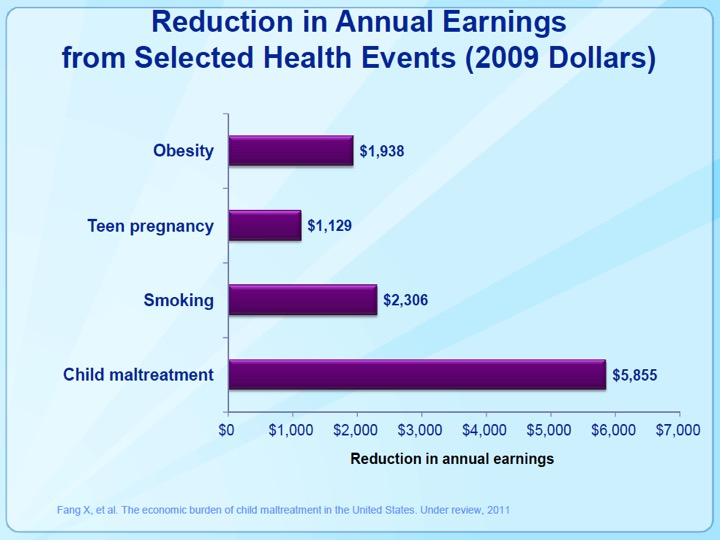 Reduction in Annual Earnings
from Selected Health Events (2009 Dollars)
Obesity
$1,938
Teen pregnancy
$1,129
Smoking
$2,306
Child maltreatment
$5,855
$0 $1,000 $2,000 $3,000 $4,000 $5,000 $6,000 $7,000
Reduction in annual earnings
Fang X, et al. The economic burden of child maltreatment in the United States. Under review, 2011